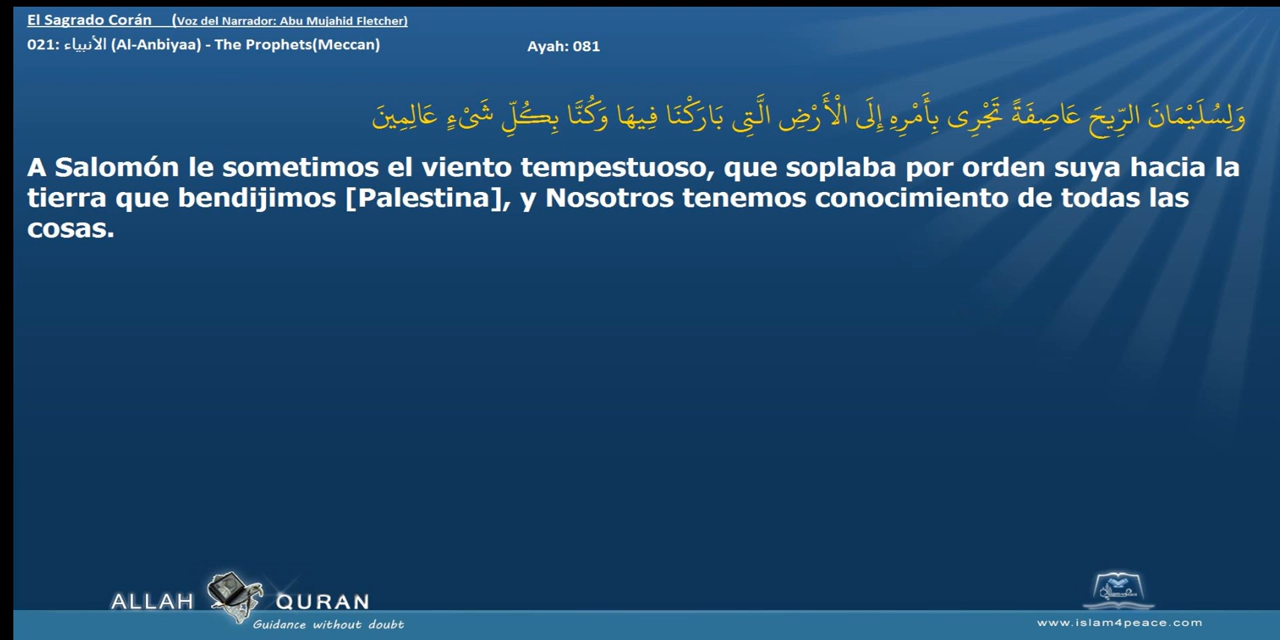 El Sagrado Corán (Voz del Narrador: Abu Mujahid Fletcher)
021: الأنبياء (Al-Anbiyaa) - The Prophets(Meccan)
Ayah: 081
وَلِسُلَيْمَانَ الرِّيحَ عَاصِفَةً تَجْرِى بِأَمْرِهِ إِلَى الْأَرْضِ الَّتِى بَارَكْنَا فِيهَا وَكُنَّا بِكُلِّ شَىْءٍ عَالِمِينَ
A Salomón le sometimos el viento tempestuoso, que soplaba por orden suya hacia la
tierra que bendijimos [Palestina], y Nosotros tenemos conocimiento de todas las
cosas.
ALLAH QURAN
Guidance without doubt
www.islam4peace.com